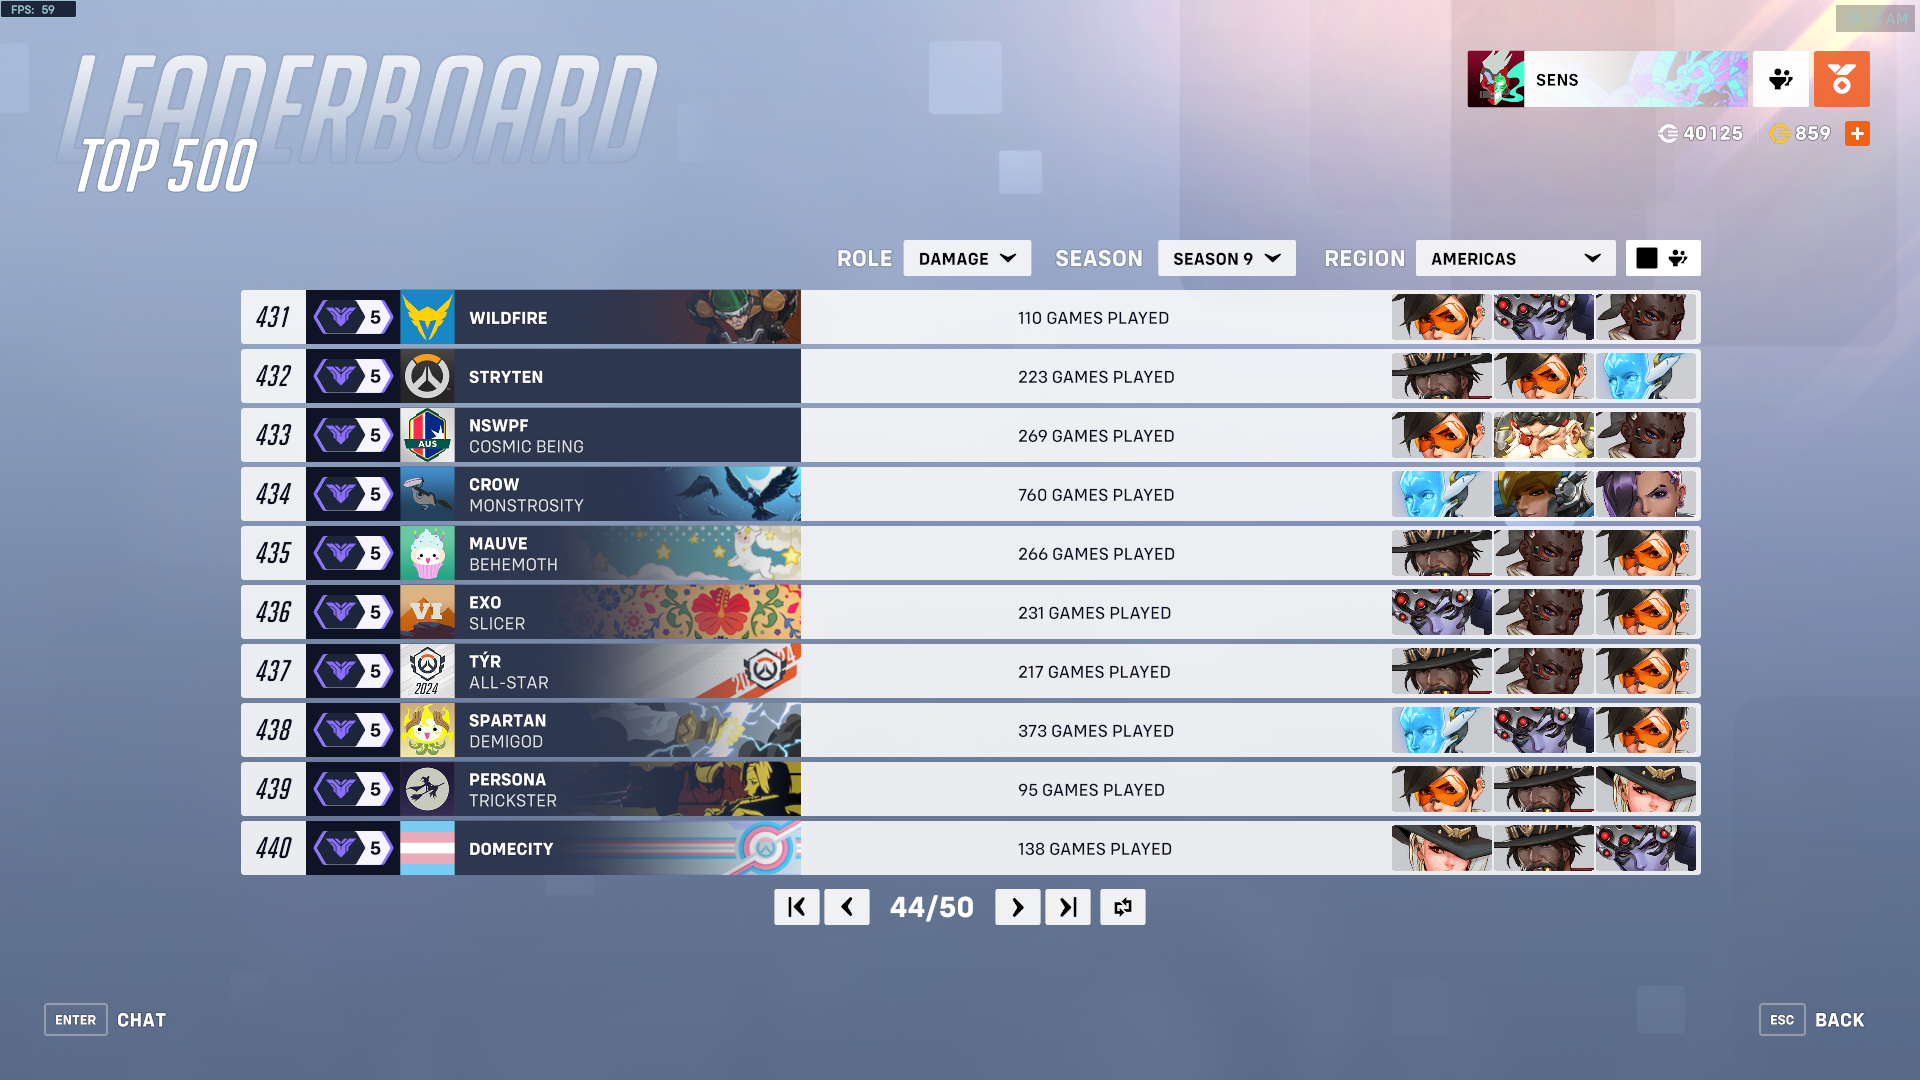 FPS: 59
AM
LEADERBOARD
TOP 500
SENS
40125
859
ROLE
DAMAGE
SEASON
SEASON 9
REGION
AMERICAS
431 5 WILDFIRE 110 GAMES PLAYED
432 5 STRYTEN 223 GAMES PLAYED
433 5 AUS NSWPF 269 GAMES PLAYED
COSMIC BEING
434 5 CROW 760 GAMES PLAYED
MONSTROSITY
435 5 MAUVE 266 GAMES PLAYED
BEHEMOTH
436 5 VI EXO 231 GAMES PLAYED
SLICER
437 5 2024 TÝR 217 GAMES PLAYED
ALL-STAR
438 5 SPARTAN 373 GAMES PLAYED
DEMIGOD
439 5 PERSONA 95 GAMES PLAYED
TRICKSTER
440 5 DOMECITY 138 GAMES PLAYED
44/50
ENTER CHAT
ESC BACK